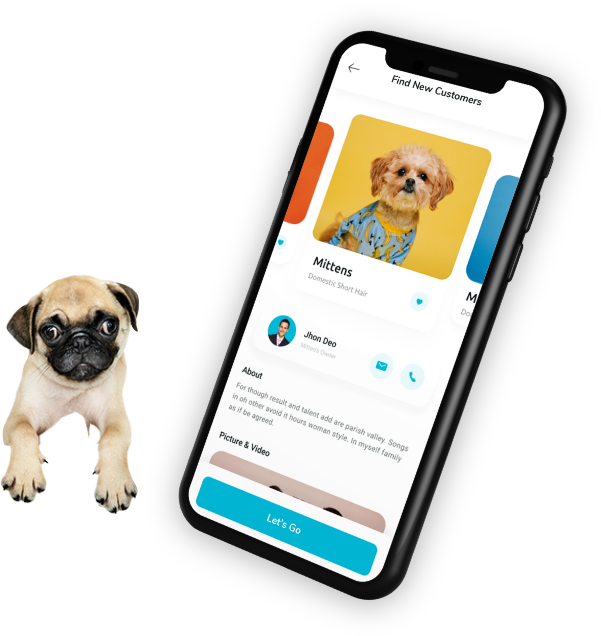 Find New Customers
Mittens
Domestic Short Hair
M
Do
Jhon Deo
Mittens Owner
About
For though result and talent add are parish valley. Songs
in oh other avoid it hours woman style. In myself family
as if be agreed.
Picture & Video
Let's Go